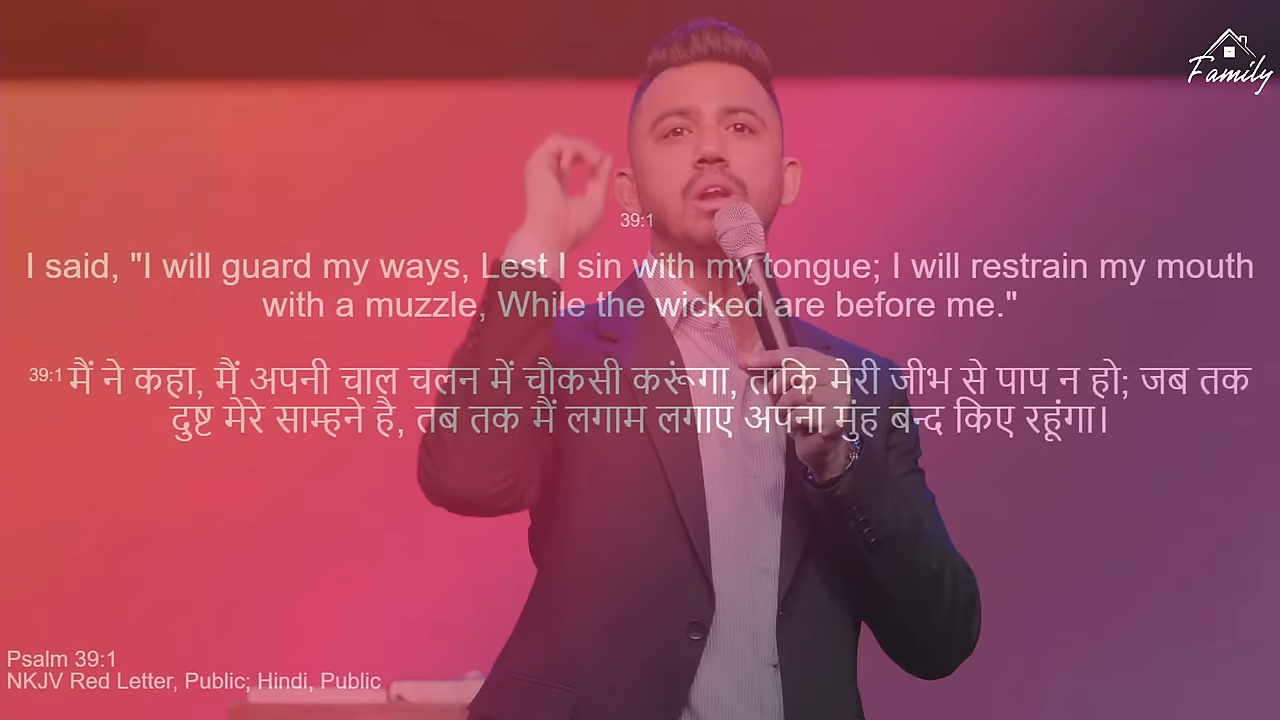 Family
39:1
I said, "I will guard my ways, Lest I sin with my tongue; I will restrain my mouth
with a muzzle, While the wicked are before me."
39:1 मैं ने कहा, मैं अपनी चाल चलन में चौकसी करूंगा, ताकि मेरी जीभ से पाप न हो; जब तक
दुष्ट मेरे साम्हने है, तब तक मैं लगाम लगाए अपना मुंह बन्द किए रहूंगा।
Psalm 39:1
NKJV Red Letter, Public; Hindi, Public